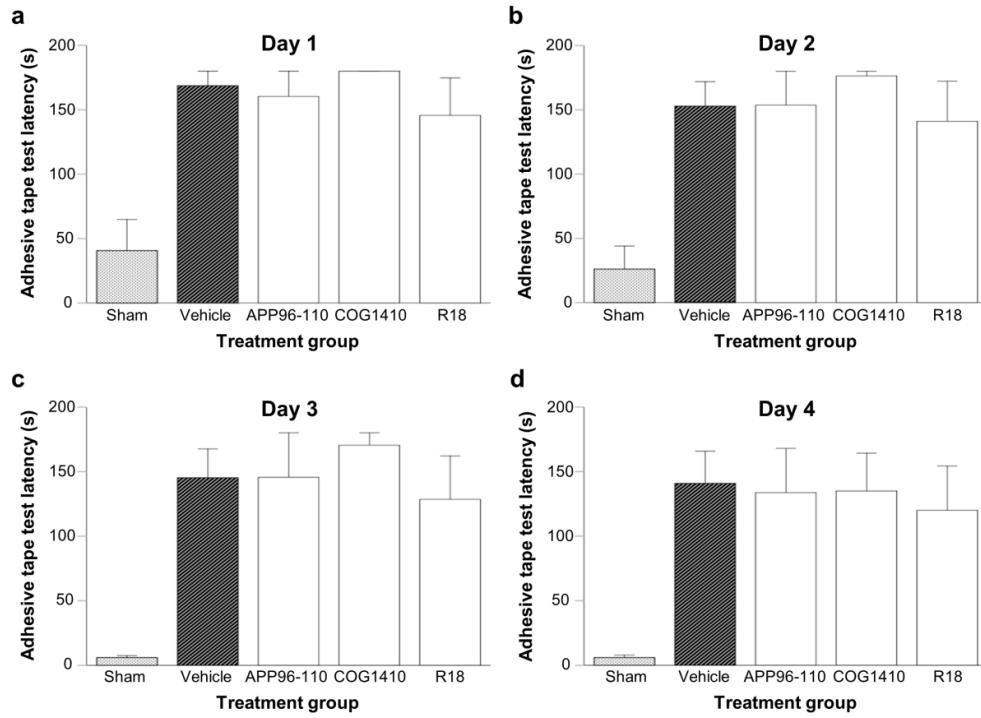 a
Day 1
Adhesive tape test latency (s)
200
150
100
50
0
Sham Vehicle APP96-110 COG1410 R18
Treatment group
b
Day 2
Adhesive tape test latency (s)
200
150
100
50
0
Sham Vehicle APP96-110 COG1410 R18
Treatment group
c
Day 3
Adhesive tape test latency (s)
200
150
100
50
0
Sham Vehicle APP96-110 COG1410 R18
Treatment group
d
Day 4
Adhesive tape test latency (s)
200
150
100
50
0
Sham Vehicle APP96-110 COG1410 R18
Treatment group